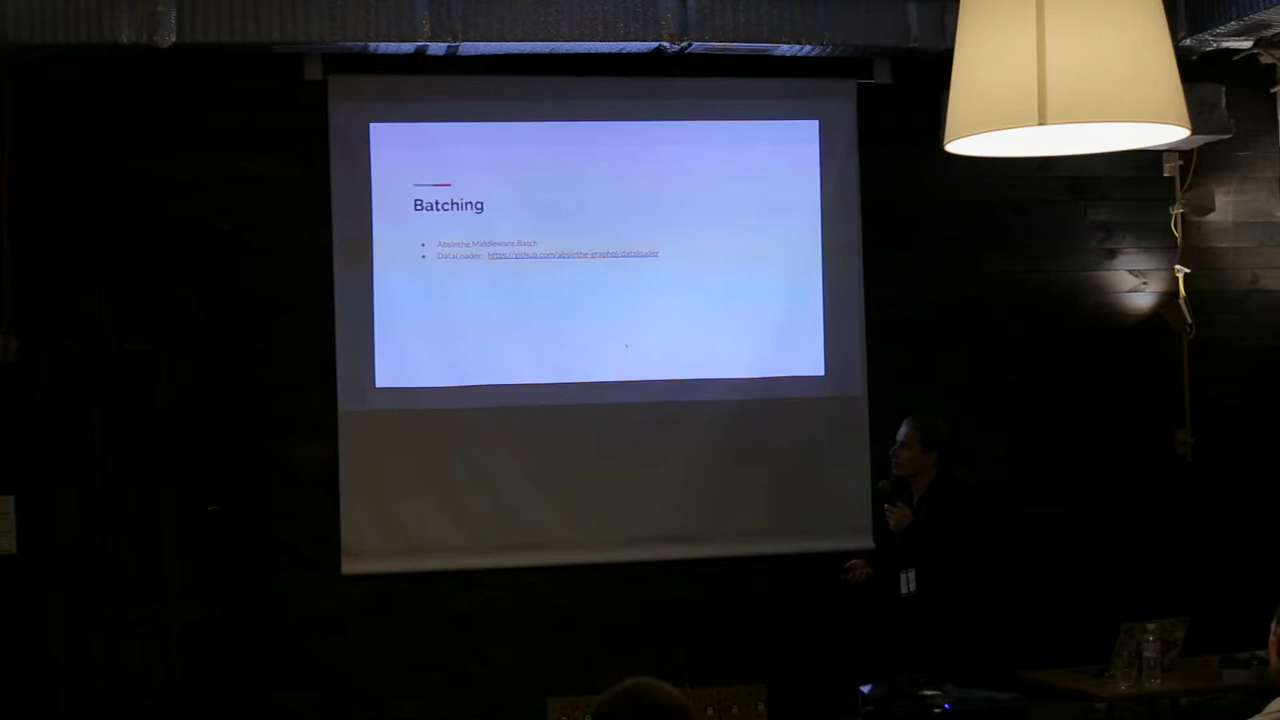 Batching
Absinthe.Middleware.Batch
DataLoader: https://github.com/absinthe-graphql/dataloader